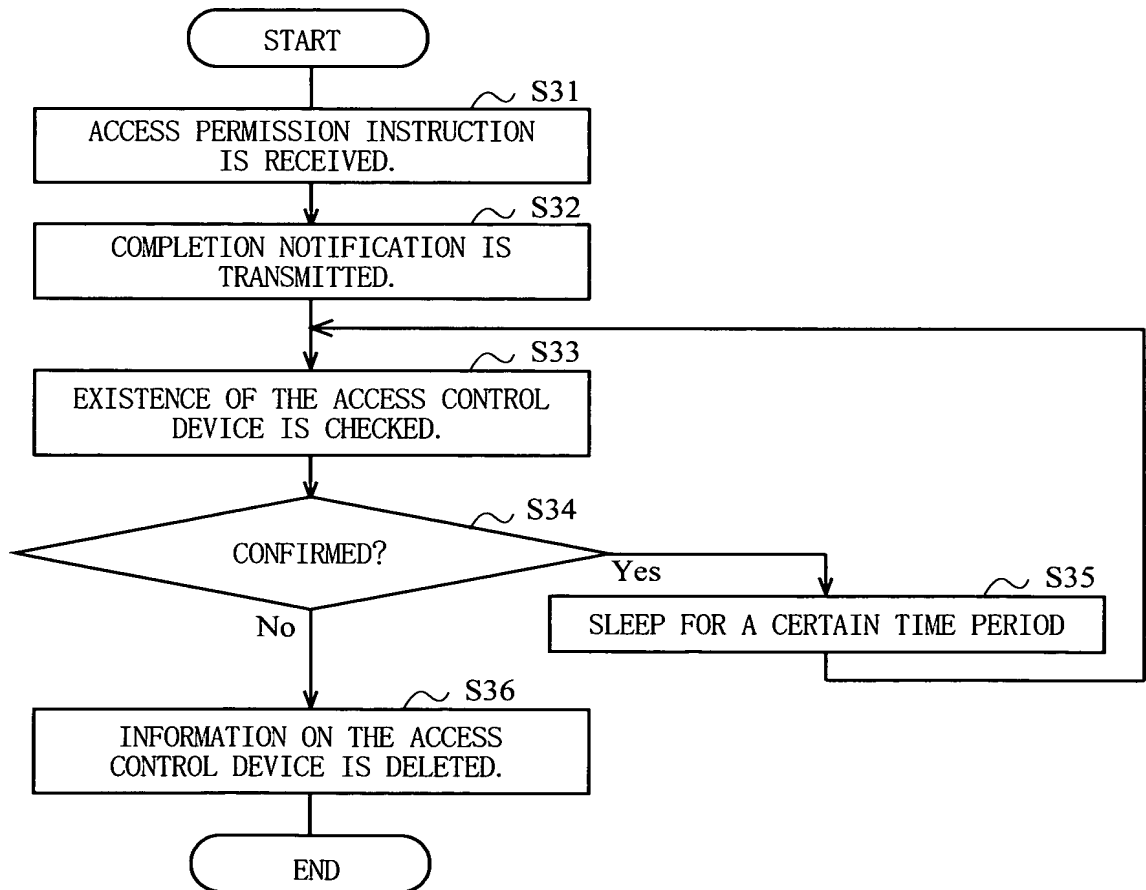 START
S31
ACCESS PERMISSION INSTRUCTION
IS RECEIVED.
S32
COMPLETION NOTIFICATION IS
TRANSMITTED.
S33
EXISTENCE OF THE ACCESS CONTROL
DEVICE IS CHECKED.
S34
CONFIRMED?
Yes
S35
SLEEP FOR A CERTAIN TIME PERIOD
No
S36
INFORMATION ON THE ACCESS
CONTROL DEVICE IS DELETED.
END